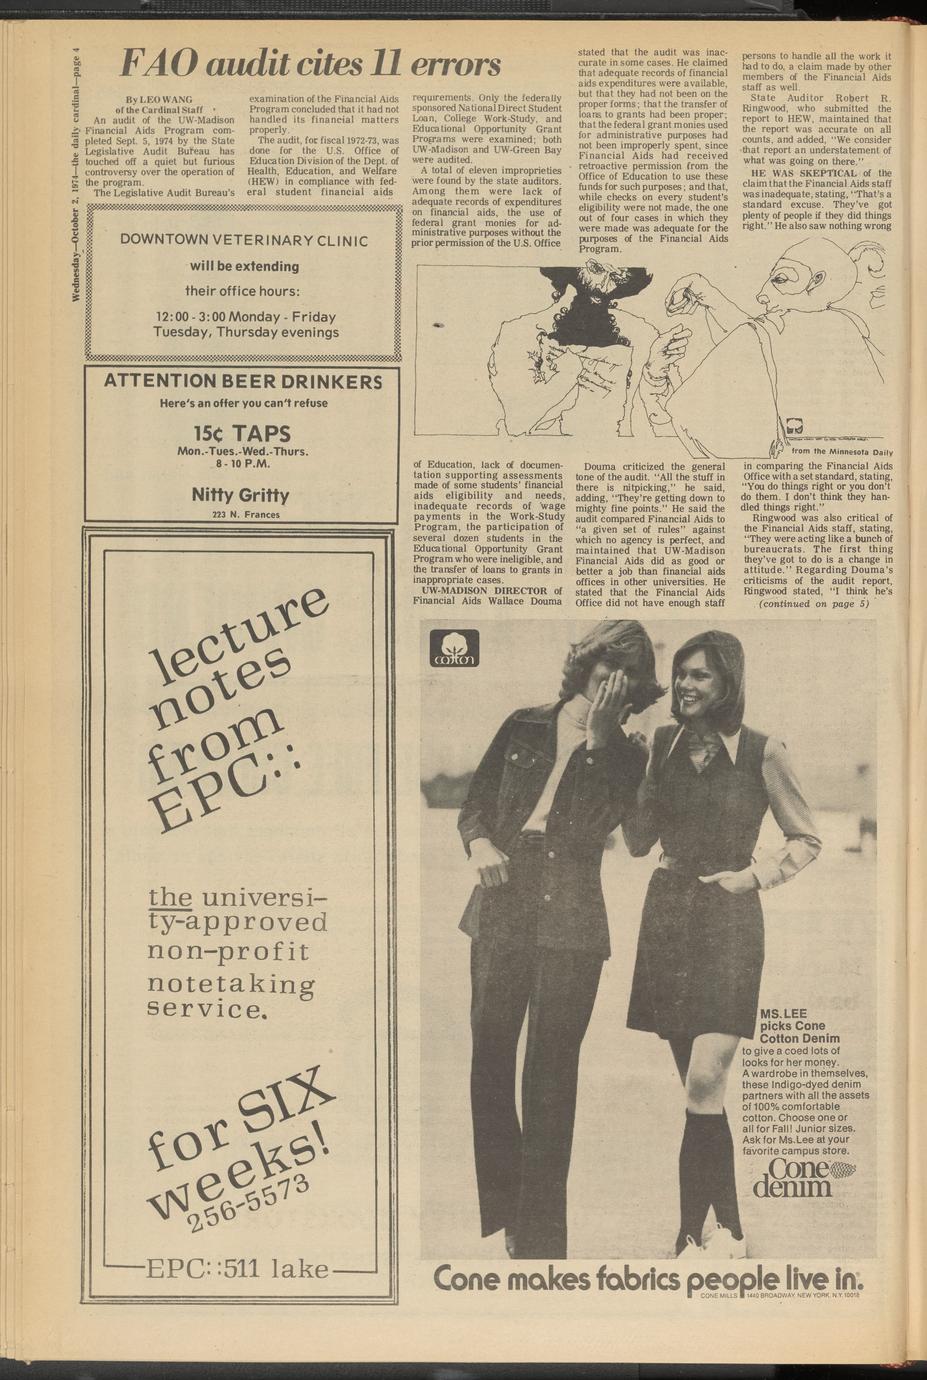 Wednesday—October 2, 1974—the daily cardinal—page 4
FAO audit cites 11 errors
By LEO WANG
of the Cardinal Staff
An audit of the UW-Madison
Financial Aids Program com-
pleted Sept. 5, 1974 by the State
Legislative Audit Bureau has
touched off a quiet but furious
controversy over the operation of
the program.
The Legislative Audit Bureau's
examination of the Financial Aids
Program concluded that it had not
handled its financial matters
properly.
The audit, for fiscal 1972-73, was
done for the U.S. Office of
Education Division of the Dept. of
Health, Education, and Welfare
(HEW) in compliance with fed-
eral student financial aids
requirements. Only the federally
sponsored National Direct Student
Loan, College Work-Study, and
Educational Opportunity Grant
Programs were examined; both
UW-Madison and UW-Green Bay
were audited.
A total of eleven improprieties
were found by the state auditors.
Among them were lack of
adequate records of expenditures
on financial aids, the use of
federal grant monies for ad-
ministrative purposes without the
prior permission of the U.S. Office
of Education, lack of documen-
tation supporting assessments
made of some students' financial
aids eligibility and needs,
inadequate records of wage
payments in the Work-Study
Program, the participation of
several dozen students in the
Educational Opportunity Grant
Program who were ineligible, and
the transfer of loans to grants in
inappropriate cases.
UW-MADISON DIRECTOR of
Financial Aids Wallace Douma
stated that the audit was inac-
curate in some cases. He claimed
that adequate records of financial
aids expenditures were available,
but that they had not been on the
proper forms; that the transfer of
loans to grants had been proper;
that the federal grant monies used
for administrative purposes had
not been improperly spent, since
Financial Aids had received
retroactive permission from the
Office of Education to use these
funds for such purposes; and that,
while checks on every student's
eligibility were not made, the one
out of four cases in which they
were made was adequate for the
purposes of the Financial Aids
Program.
Douma criticized the general
tone of the audit. "All the stuff in
there is nitpicking," he said,
adding, "They're getting down to
mighty fine points." He said the
audit compared Financial Aids to
"a given set of rules" against
which no agency is perfect, and
maintained that UW-Madison
Financial Aids did as good or
better a job than financial aids
offices in other universities. He
stated that the Financial Aids
Office did not have enough staff
persons to handle all the work it
had to do, a claim made by other
members of the Financial Aids
staff as well.
State Auditor Robert R.
Ringwood, who submitted the
report to HEW, maintained that
the report was accurate on all
counts, and added, "We consider
that report an understatement of
what was going on there."
HE WAS SKEPTICAL of the
claim that the Financial Aids staff
was inadequate, stating, "That's a
standard excuse. They've got
plenty of people if they did things
right." He also saw nothing wrong
in comparing the Financial Aids
Office with a set standard, stating,
"You do things right or you don't
do them. I don't think they han-
dled things right."
Ringwood was also critical of
the Financial Aids staff, stating,
"They were acting like a bunch of
bureaucrats. The first thing
they've got to do is a change in
attitude." Regarding Douma's
criticisms of the audit report,
Ringwood stated, "I think he's
(continued on page 5)
from the Minnesota Daily
DOWNTOWN VETERINARY CLINIC
will be extending
their office hours:
12:00 - 3:00 Monday - Friday
Tuesday, Thursday evenings
ATTENTION BEER DRINKERS
Here's an offer you can't refuse
15¢ TAPS
Mon.-Tues.-Wed.-Thurs.
8 - 10 P.M.
Nitty Gritty
223 N. Frances
lecture
notes
from
EPC::
the universi-
ty-approved
non-profit
notetaking
service.
for SIX
weeks!
256-5573
EPC::511 lake
cotton
MS. LEE
picks Cone
Cotton Denim
to give a coed lots of
looks for her money.
A wardrobe in themselves,
these Indigo-dyed denim
partners with all the assets
of 100% comfortable
cotton. Choose one or
all for Fall! Junior sizes.
Ask for Ms.Lee at your
favorite campus store.
Cone
denim
Cone makes fabrics people live in.
CONE MILLS 1440 BROADWAY, NEW YORK, N.Y. 10018